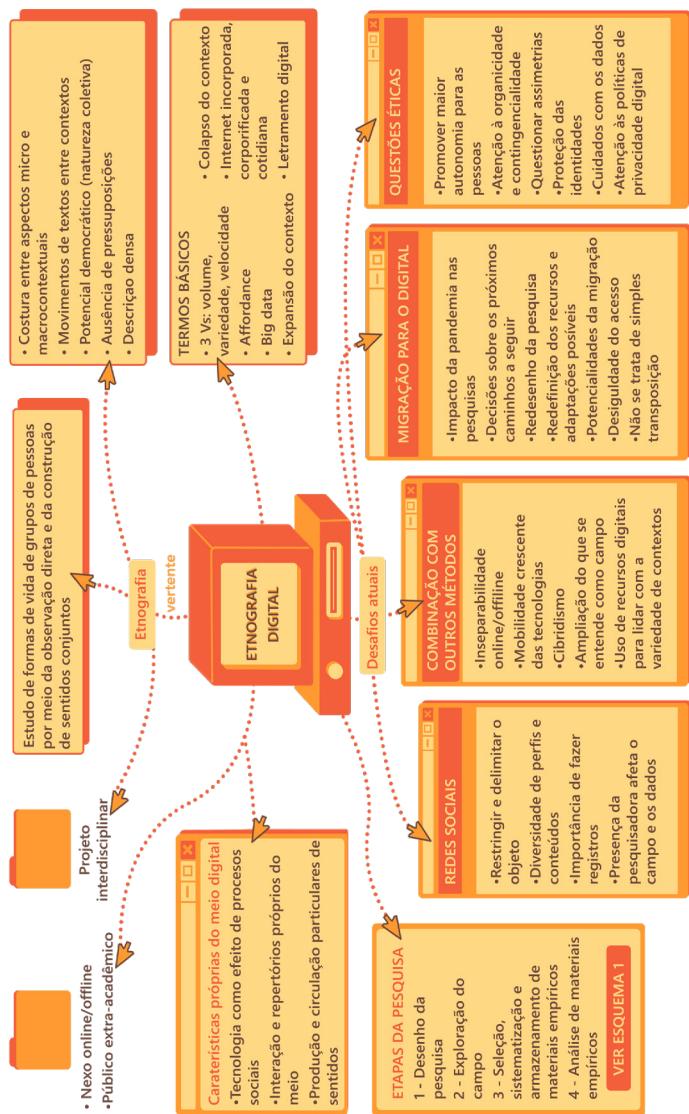 • Nexo online/offline
•Público extra-acadêmico
Projeto
interdisciplinar
Estudo de formas de vida de grupos de pessoas
por meio da observação direta e da construção
de sentidos conjuntos
• Costura entre aspectos micro e
macrocontextuais
• Movimentos de textos entre contextos
• Potencial democrático (natureza coletiva)
• Ausência de pressuposições
• Descriçao densa
Etnografia
vertente
TERMOS BÁSICOS
• 3 Vs: volume,
variedade, velocidade
• Affordance
• Big data
• Expansão do contexto
• Colapso do contexto
• Internet incorporada,
corporificada e
cotidiana
• Letramento digital
ETNOGRAFIA
DIGITAL
Caraterísticas próprias do meio digital
•Tecnologia como efeito de processos
sociais
•Interação e repertórios próprios do
meio
•Produção e circulação particulares de
sentidos
Desafios atuais
ETAPAS DA PESQUISA
1 - Desenho da
pesquisa
2 - Exploração do
campo
3 - Seleção,
sistematização e
armazenamento de
materiais empíricos
4 - Análise de materiais
empíricos
VER ESQUEMA 1
REDES SOCIAIS
•Restringir e delimitar o
objeto
•Diversidade de perfis e
conteúdos
•Importância de fazer
registros
•Presença da
pesquisadora afeta o
campo e os dados
COMBINAÇÃO COM
OUTROS MÉTODOS
•Inseparabilidade
online/offiline
•Mobilidade crescente
das tecnologias
•Cibridismo
•Ampliação do que se
entende como campo
•Uso de recursos digitais
para lidar com a
variedade de contextos
MIGRAÇÃO PARA O DIGITAL
•Impacto da pandemia nas
pesquisas
•Decisões sobre os próximos
caminhos a seguir
•Redesenho da pesquisa
•Redefinição dos recursos e
adaptações posíveis
•Potencialidades da migração
•Desiguldade do acesso
•Não se trata de simples
transposição
QUESTÕES ÉTICAS
•Promover maior
autonomia para as
pessoas
•Atenção à organicidade
e contingencialidade
•Questionar assimetrias
•Proteção das
identidades
•Cuidados com os dados
•Atenção às políticas de
privacidade digital